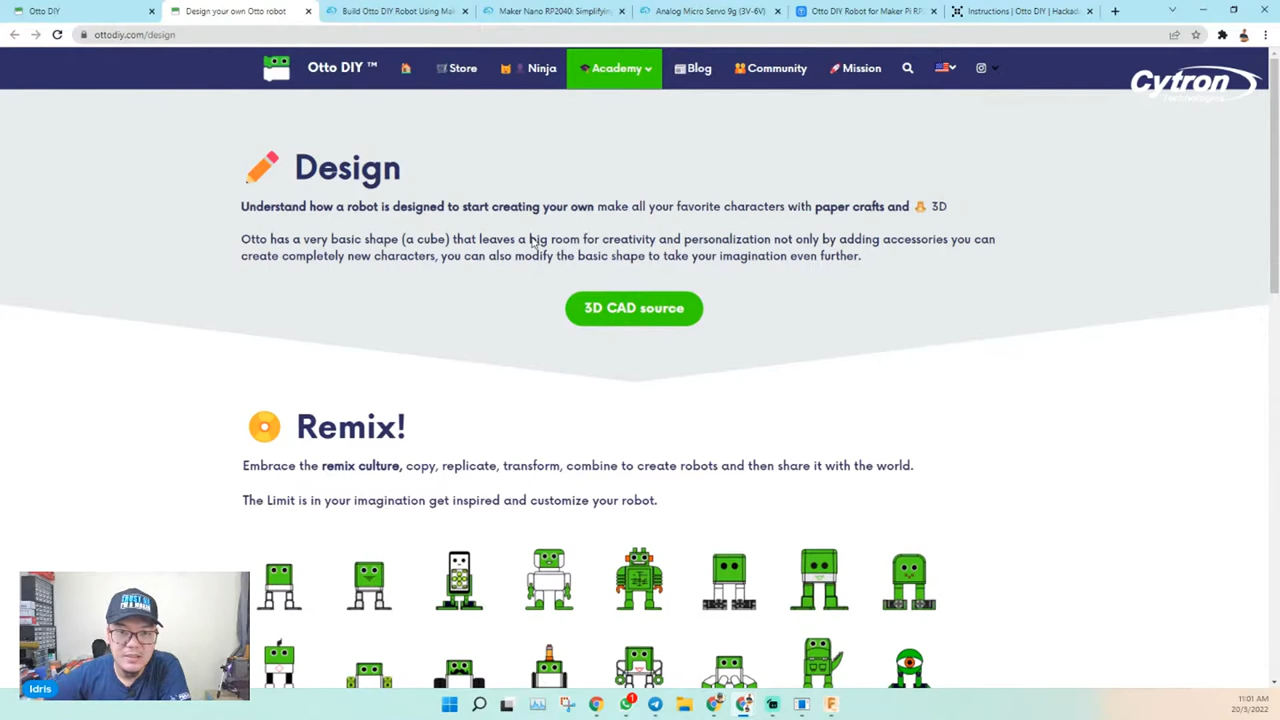 Otto DIY
Design your own Otto robot
Build Otto DIY Robot Using Mak
Maker Nano RP2040: Simplifying
Analog Micro Servo 9g (3V-6V)
Otto DIY Robot for Maker Pi RP
Instructions | Otto DIY | Hackad
ottodiy.com/design
Otto DIY ™
Store
Ninja
Academy
Blog
Community
Mission
Cytron
Technologies
Design
Understand how a robot is designed to start creating your own make all your favorite characters with paper crafts and 3D
Otto has a very basic shape (a cube) that leaves a big room for creativity and personalization not only by adding accessories you can
create completely new characters, you can also modify the basic shape to take your imagination even further.
3D CAD source
Remix!
Embrace the remix culture, copy, replicate, transform, combine to create robots and then share it with the world.
The Limit is in your imagination get inspired and customize your robot.
Idris
1
11:01 AM
20/3/2022